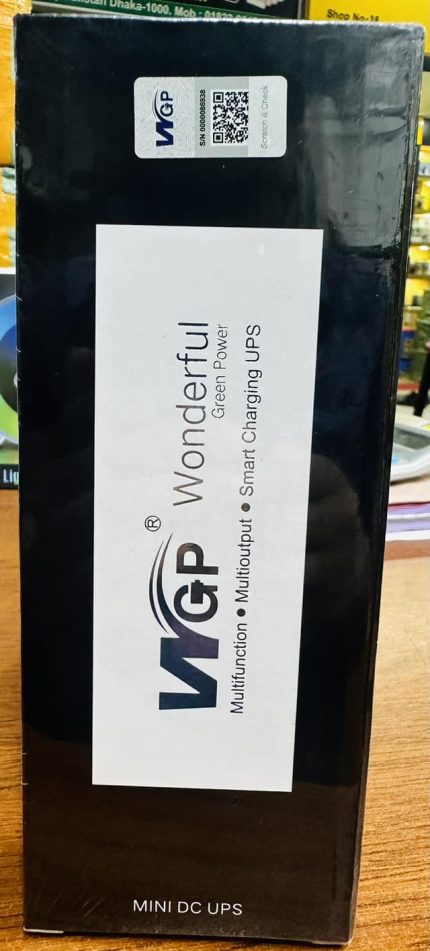 Dhaka-1000. Mob :
Shop No-38
WGP
S/N 0000086938
Scratch & Check
WGP® Wonderful
Green Power
Multifunction • Multioutput • Smart Charging UPS
MINI DC UPS